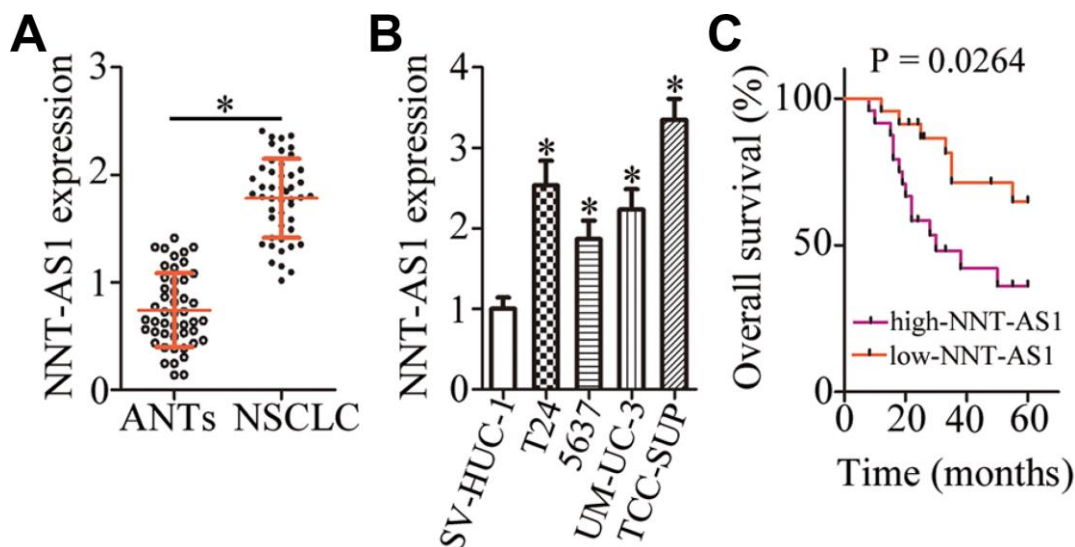 A
NNT-AS1 expression
3
2
1
0
*
ANTs NSCLC
B
NNT-AS1 expression
4
3
2
1
0
*
*
*
*
SV-HUC-1
T24
5637
UM-UC-3
TCC-SUP
C
P = 0.0264
Overall survival (%)
100
50
0
high-NNT-AS1
low-NNT-AS1
0 20 40 60
Time (months)